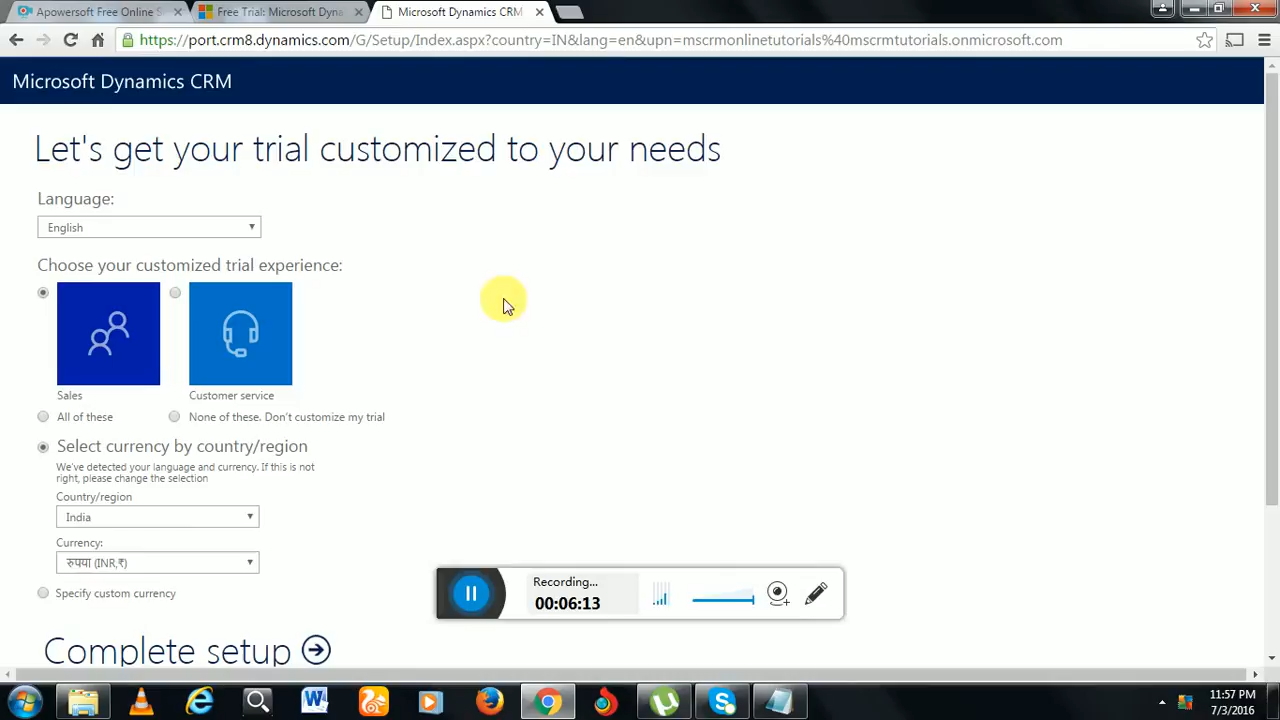 Apowersoft Free Online S
Free Trial: Microsoft Dyna
Microsoft Dynamics CRM
https://port.crm8.dynamics.com/G/Setup/Index.aspx?country=IN&lang=en&upn=mscrmonlinetutorials%40mscrmtutorials.onmicrosoft.com
Microsoft Dynamics CRM
Let's get your trial customized to your needs
Language:
English
Choose your customized trial experience:
Sales
Customer service
All of these
None of these. Don't customize my trial
Select currency by country/region
We've detected your language and currency. If this is not
right, please change the selection
Country/region
India
Currency:
रुपया (INR,₹)
Specify custom currency
Recording...
00:06:13
Complete setup
11:57 PM
7/3/2016